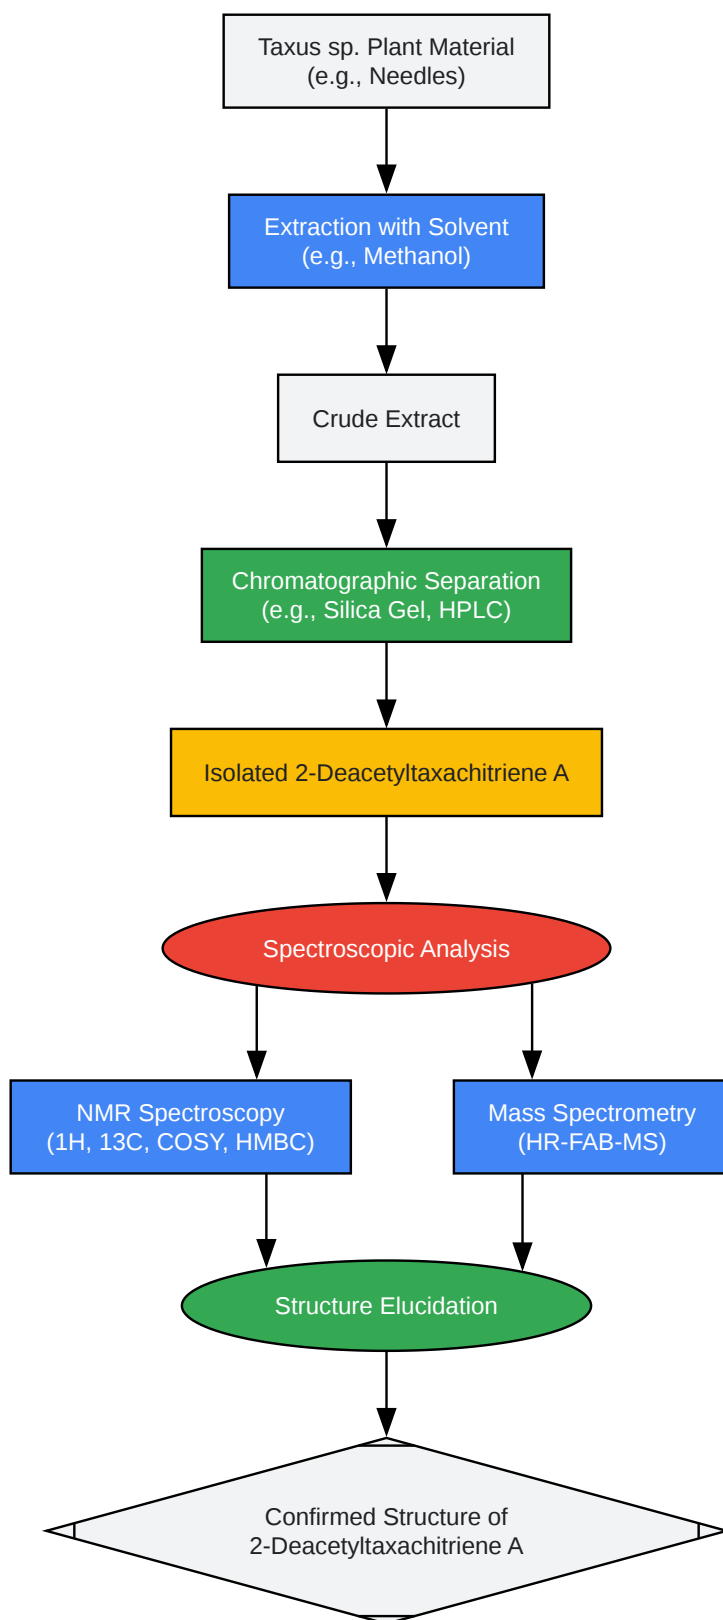 Taxus sp. Plant Material
(e.g., Needles)
Extraction with Solvent
(e.g., Methanol)
Crude Extract
Chromatographic Separation
(e.g., Silica Gel, HPLC)
Isolated 2-Deacetyltaxachitriene A
Spectroscopic Analysis
NMR Spectroscopy
(1H, 13C, COSY, HMBC)
Mass Spectrometry
(HR-FAB-MS)
Structure Elucidation
Confirmed Structure of
2-Deacetyltaxachitriene A